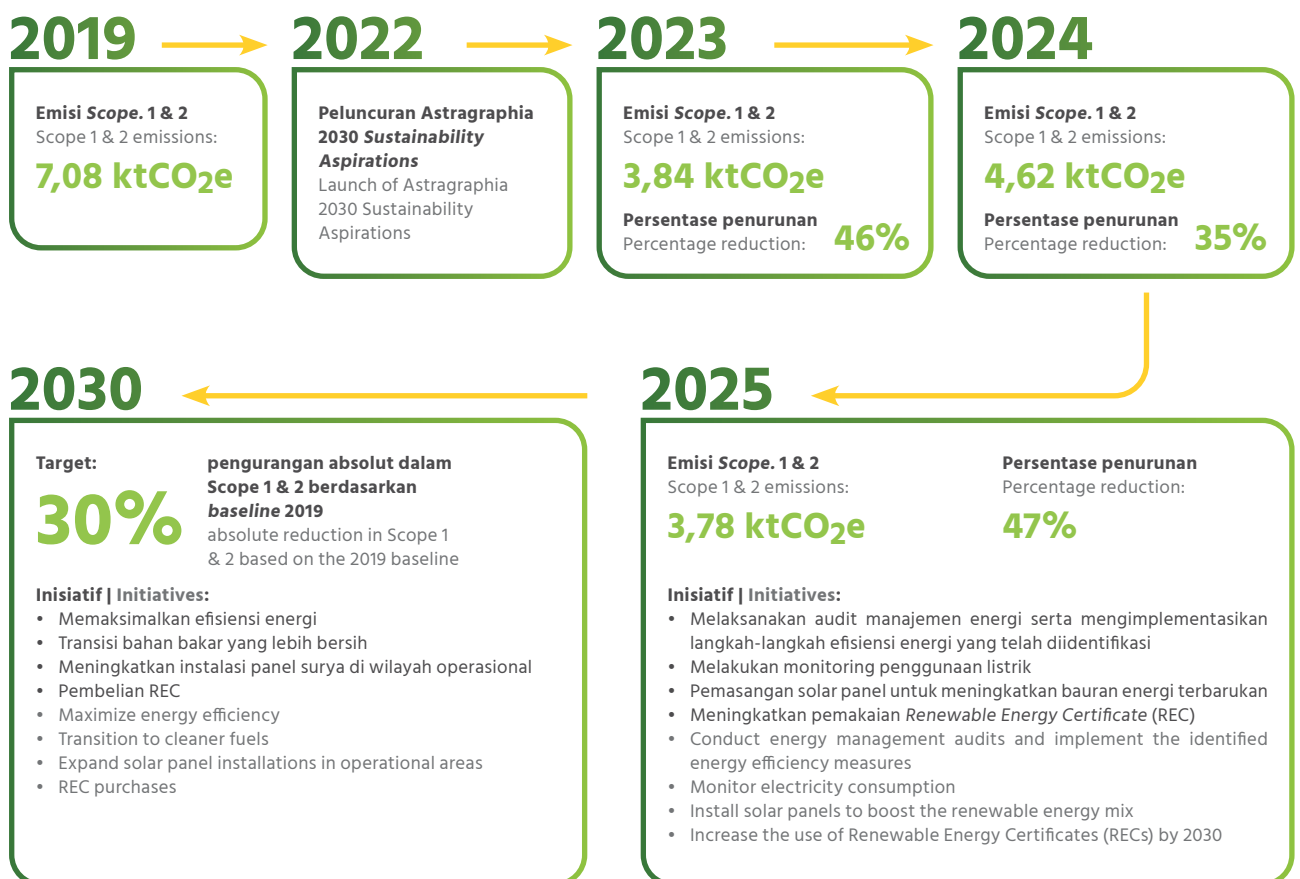 2019
Emisi Scope. 1 & 2
Scope 1 & 2 emissions:
7,08 ktCO2e
2022
Peluncuran Astragraphia
2030 Sustainability
Aspirations
Launch of Astragraphia
2030 Sustainability
Aspirations
2023
Emisi Scope. 1 & 2
Scope 1 & 2 emissions:
3,84 ktCO2e
Persentase penurunan
Percentage reduction:
46%
2024
Emisi Scope. 1 & 2
Scope 1 & 2 emissions:
4,62 ktCO2e
Persentase penurunan
Percentage reduction:
35%
2025
Emisi Scope. 1 & 2
Scope 1 & 2 emissions:
3,78 ktCO2e
Persentase penurunan
Percentage reduction:
47%
Inisiatif | Initiatives:
• Melaksanakan audit manajemen energi serta mengimplementasikan
langkah-langkah efisiensi energi yang telah diidentifikasi
• Melakukan monitoring penggunaan listrik
• Pemasangan solar panel untuk meningkatkan bauran energi terbarukan
• Meningkatkan pemakaian Renewable Energy Certificate (REC)
• Conduct energy management audits and implement the identified
energy efficiency measures
• Monitor electricity consumption
• Install solar panels to boost the renewable energy mix
• Increase the use of Renewable Energy Certificates (RECs) by 2030
2030
Target:
30%
pengurangan absolut dalam
Scope 1 & 2 berdasarkan
baseline 2019
absolute reduction in Scope 1
& 2 based on the 2019 baseline
Inisiatif | Initiatives:
• Memaksimalkan efisiensi energi
• Transisi bahan bakar yang lebih bersih
• Meningkatkan instalasi panel surya di wilayah operasional
• Pembelian REC
• Maximize energy efficiency
• Transition to cleaner fuels
• Expand solar panel installations in operational areas
• REC purchases